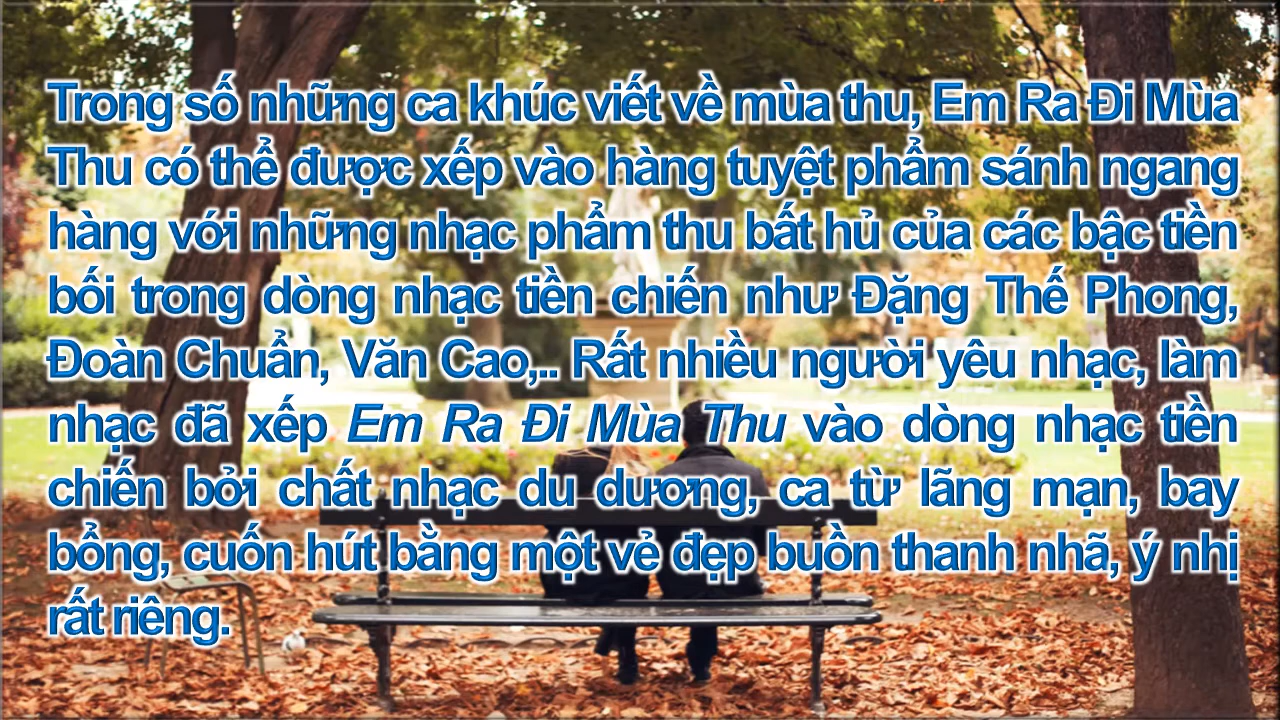 Trong số những ca khúc viết về mùa thu, Em Ra Đi Mùa
Thu có thể được xếp vào hàng tuyệt phẩm sánh ngang
hàng với những nhạc phẩm thu bất hủ của các bậc tiền
bối trong dòng nhạc tiền chiến như Đặng Thế Phong,
Đoàn Chuẩn, Văn Cao,.. Rất nhiều người yêu nhạc, làm
nhạc đã xếp Em Ra Đi Mùa Thu vào dòng nhạc tiền
chiến bởi chất nhạc du dương, ca từ lãng mạn, bay
bổng, cuốn hút bằng một vẻ đẹp buồn thanh nhã, ý nhị
rất riêng.